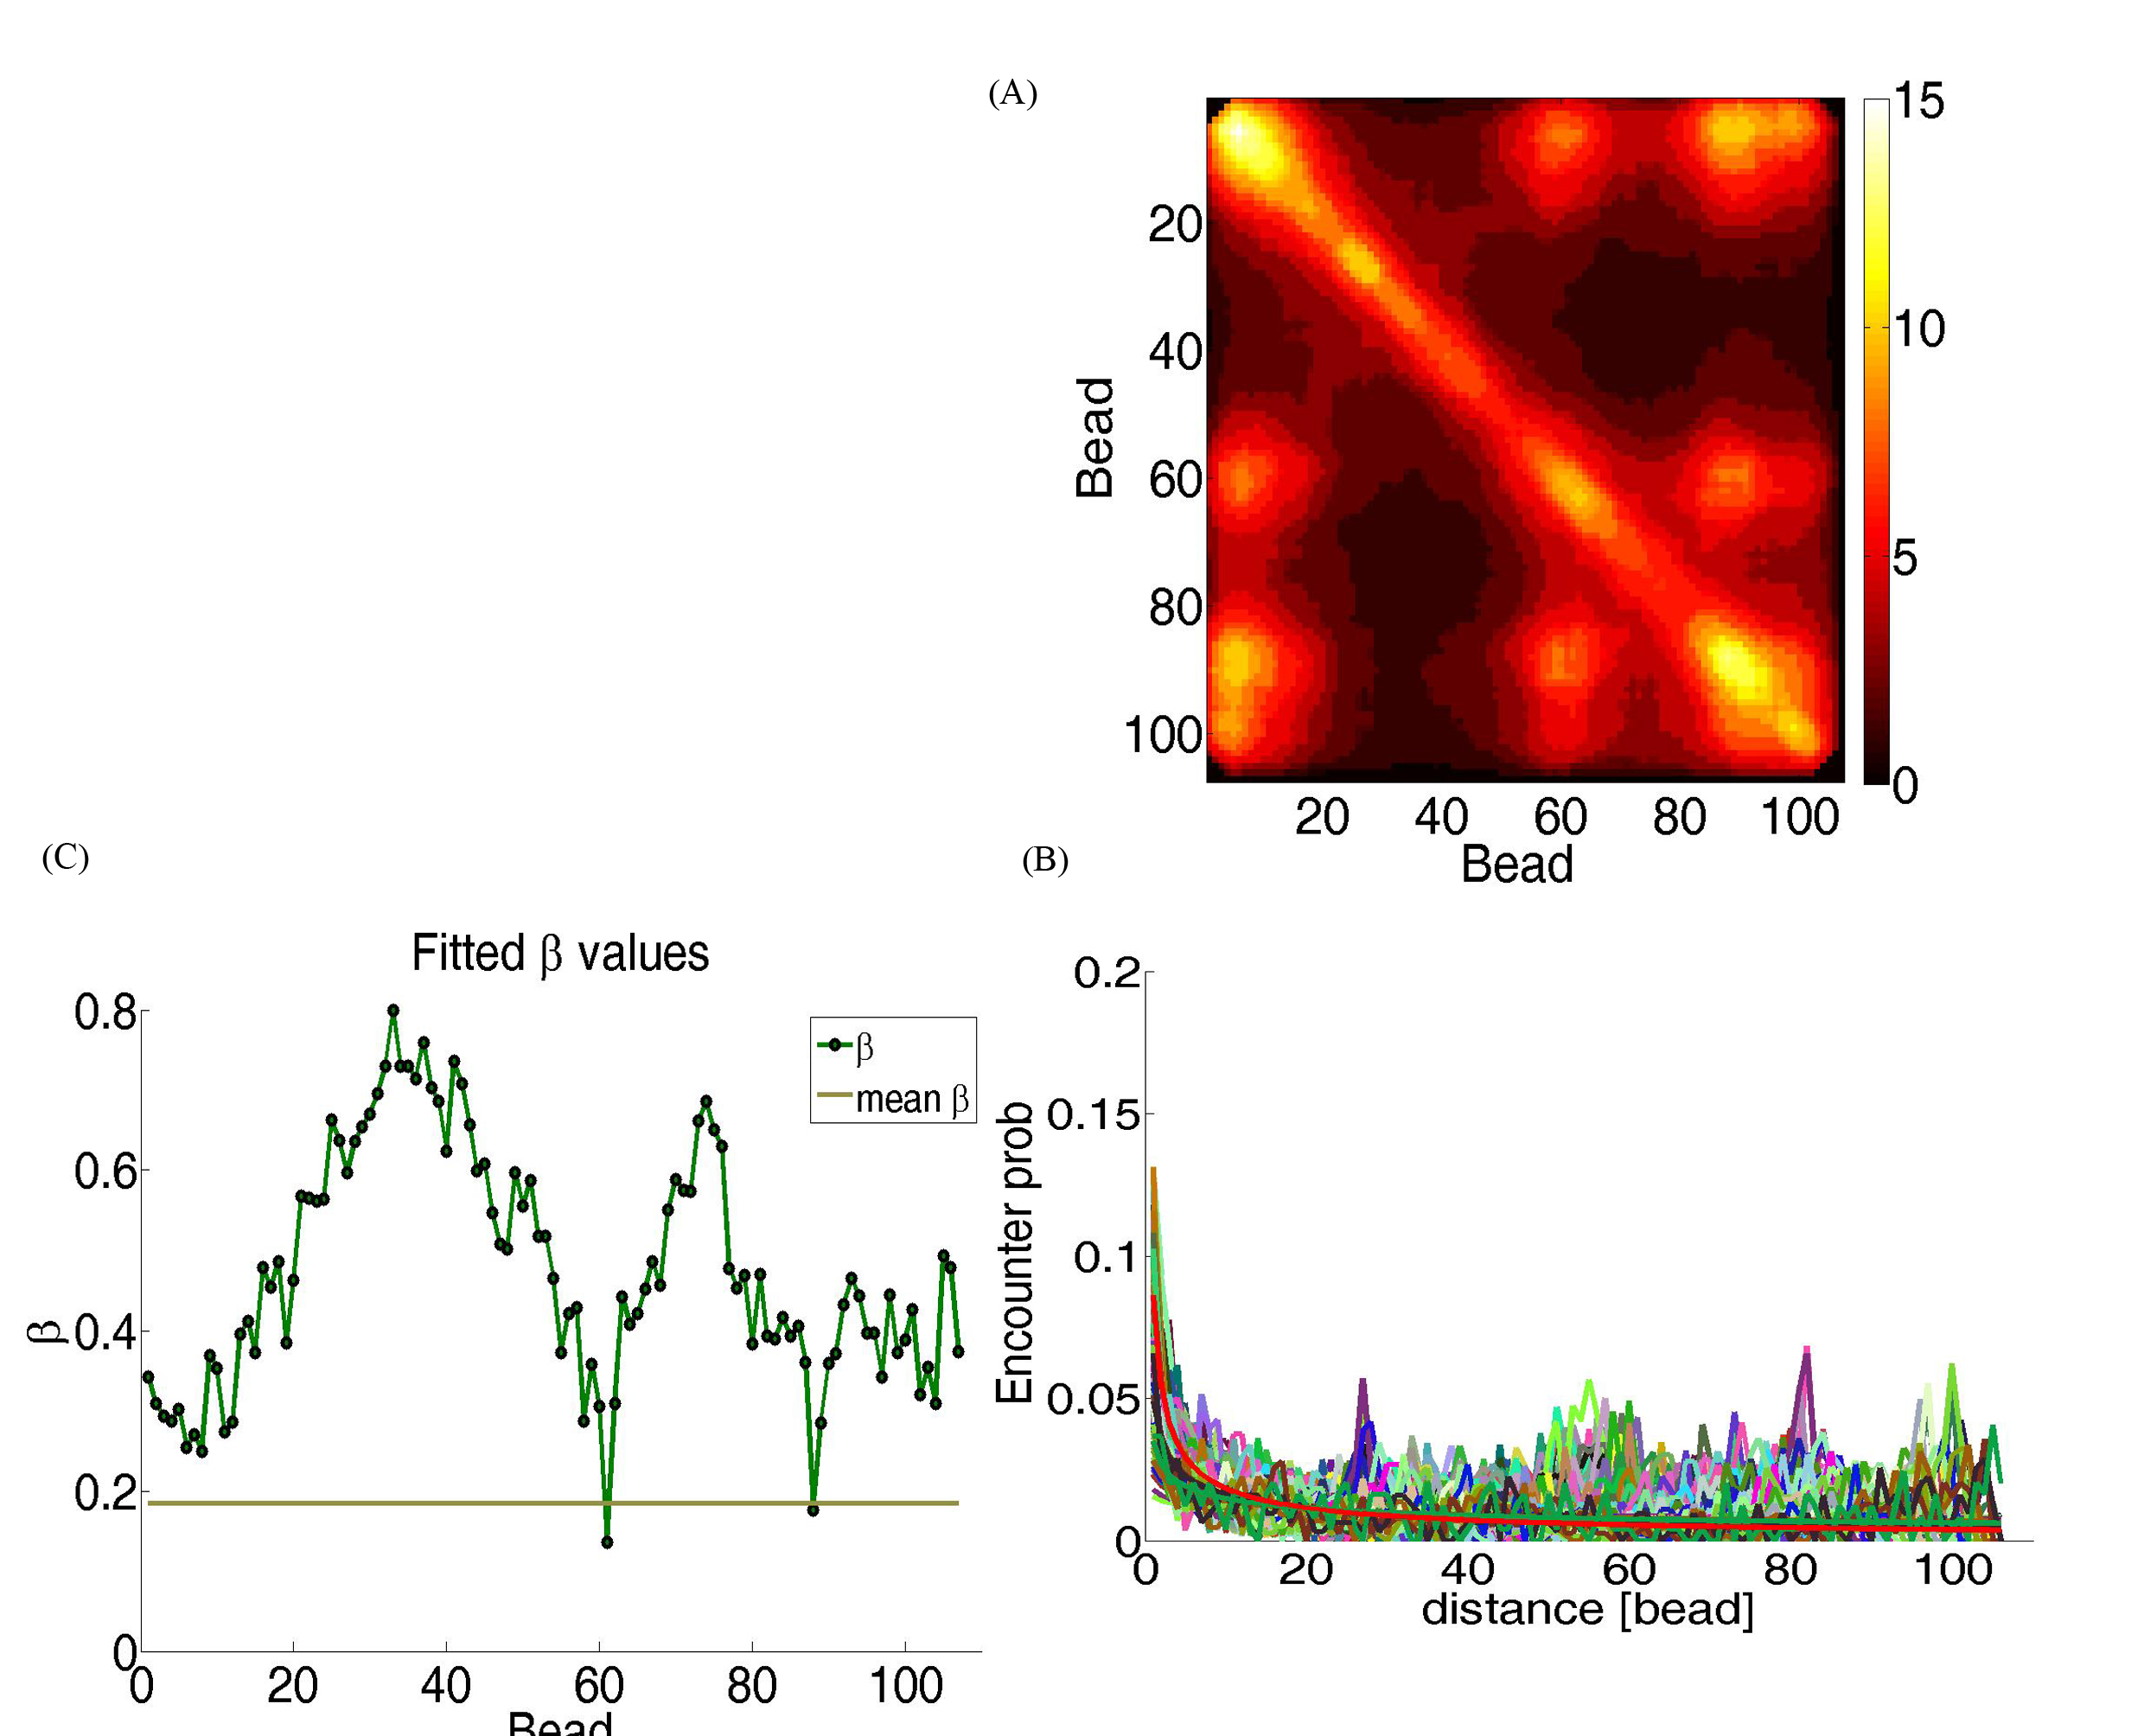 (A)
15
10
5
0
Bead
20
40
60
80
100
20 40 60 80 100
Bead
(C)
Fitted β values
β
mean β
β
0.8
0.6
0.4
0.2
0
0 20 40 60 80 100
Bead
(B)
Encounter prob
0.2
0.15
0.1
0.05
0
0 20 40 60 80 100
distance [bead]